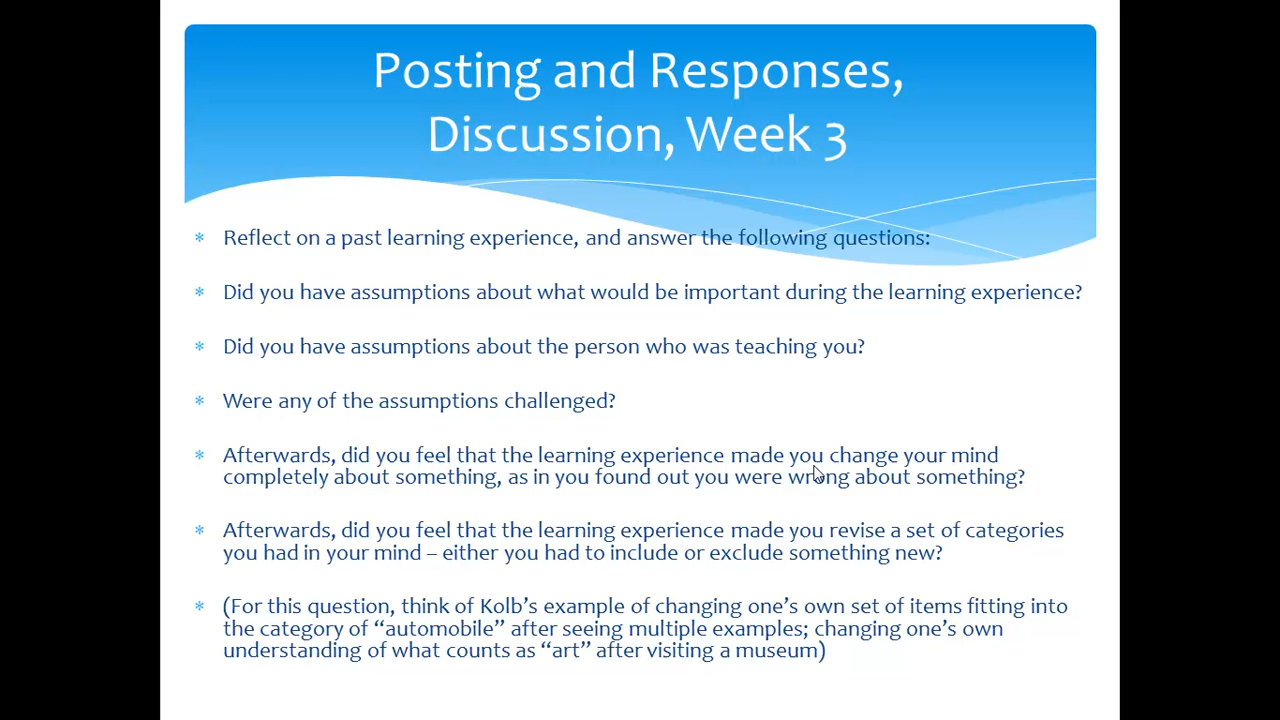 Posting and Responses,
Discussion, Week 3
* Reflect on a past learning experience, and answer the following questions:
* Did you have assumptions about what would be important during the learning experience?
* Did you have assumptions about the person who was teaching you?
* Were any of the assumptions challenged?
* Afterwards, did you feel that the learning experience made you change your mind
completely about something, as in you found out you were wrong about something?
* Afterwards, did you feel that the learning experience made you revise a set of categories
you had in your mind – either you had to include or exclude something new?
* (For this question, think of Kolb’s example of changing one’s own set of items fitting into
the category of “automobile” after seeing multiple examples; changing one’s own
understanding of what counts as “art” after visiting a museum)